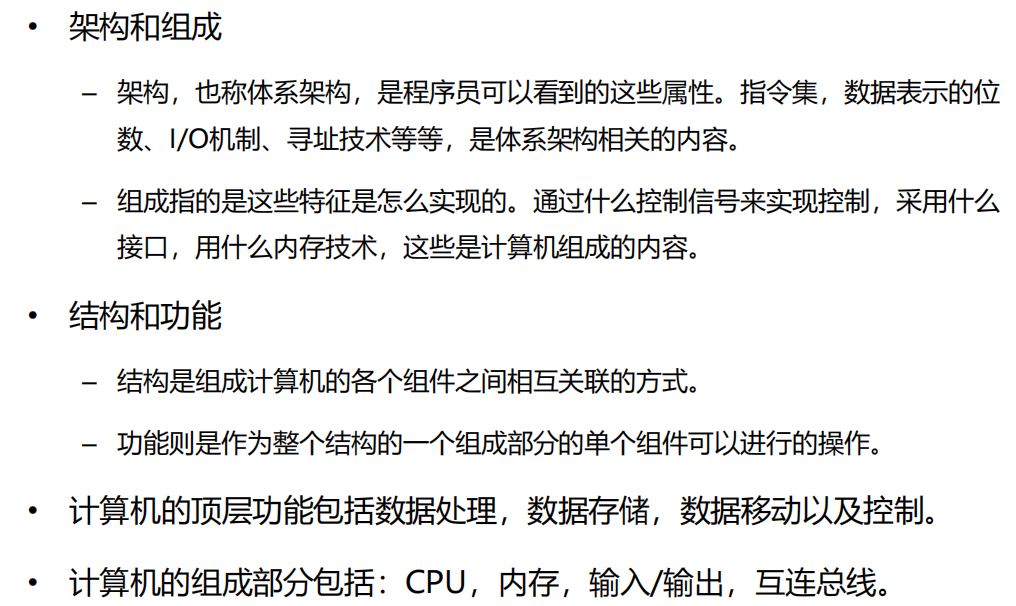 • 架构和组成
– 架构，也称体系架构，是程序员可以看到的这些属性。指令集，数据表示的位
数、I/O机制、寻址技术等等，是体系架构相关的内容。
– 组成指的是这些特征是怎么实现的。通过什么控制信号来实现控制，采用什么
接口，用什么内存技术，这些是计算机组成的内容。
• 结构和功能
– 结构是组成计算机的各个组件之间相互关联的方式。
– 功能则是作为整个结构的一个组成部分的单个组件可以进行的操作。
• 计算机的顶层功能包括数据处理，数据存储，数据移动以及控制。
• 计算机的组成部分包括：CPU，内存，输入/输出，互连总线。